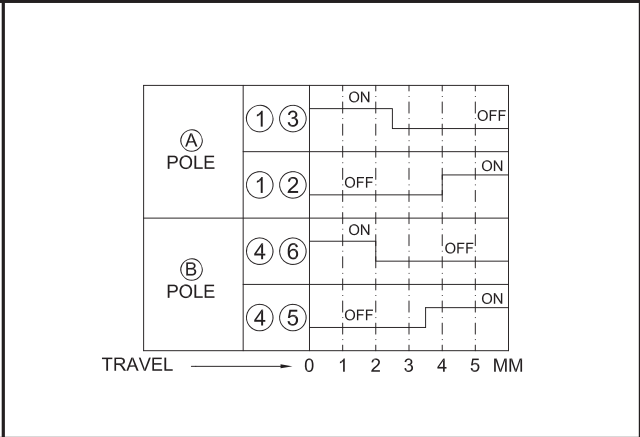 Ⓐ
POLE
① ③
ON
OFF
① ②
OFF
ON
Ⓑ
POLE
④ ⑥
ON
OFF
④ ⑤
OFF
ON
TRAVEL 0 1 2 3 4 5 MM